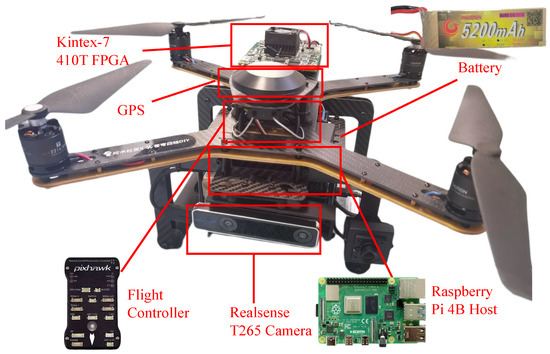 Kintex-7
410T FPGA
5200mAh
GPS
Battery
pixhawk
Flight
Controller
Realsense
T265 Camera
Raspberry
Pi 4B Host